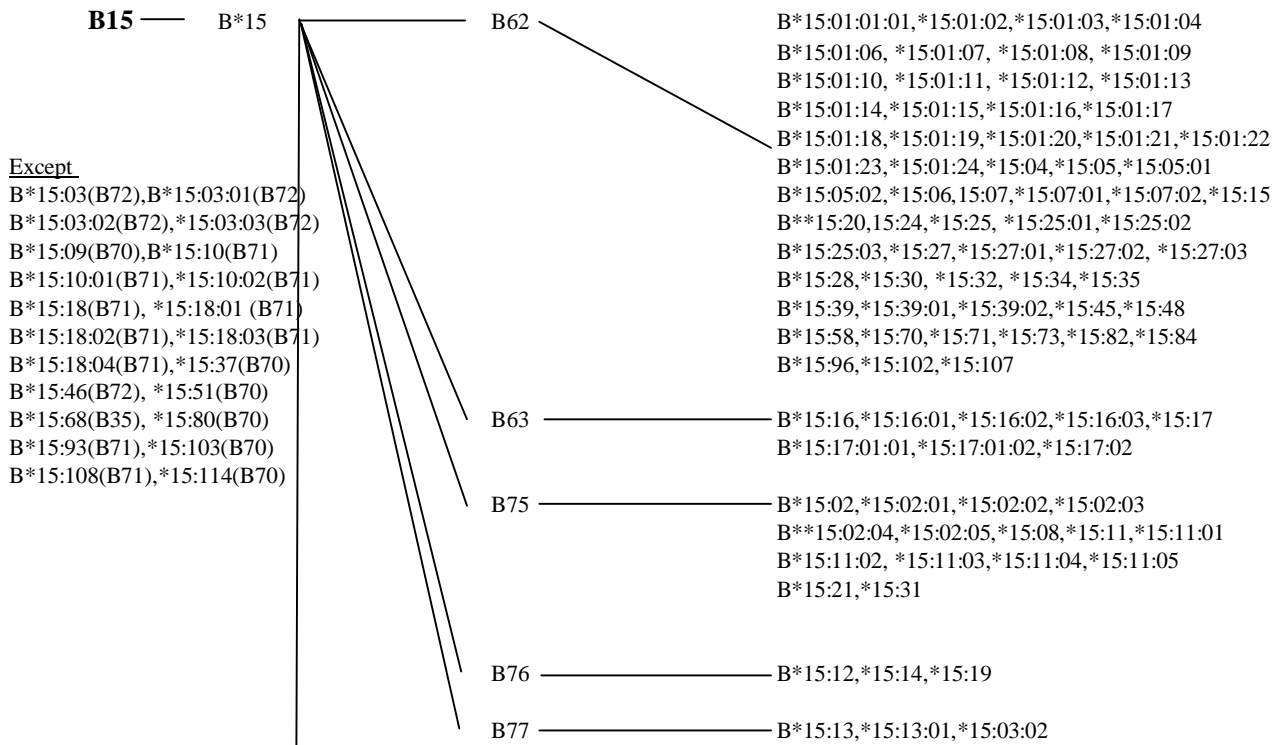 B15 B*15
Except
B*15:03(B72),B*15:03:01(B72)
B*15:03:02(B72),*15:03:03(B72)
B*15:09(B70),B*15:10(B71)
B*15:10:01(B71),*15:10:02(B71)
B*15:18(B71), *15:18:01 (B71)
B*15:18:02(B71),*15:18:03(B71)
B*15:18:04(B71),*15:37(B70)
B*15:46(B72), *15:51(B70)
B*15:68(B35), *15:80(B70)
B*15:93(B71),*15:103(B70)
B*15:108(B71),*15:114(B70)
B62
B*15:01:01:01,*15:01:02,*15:01:03,*15:01:04
B*15:01:06, *15:01:07, *15:01:08, *15:01:09
B*15:01:10, *15:01:11, *15:01:12, *15:01:13
B*15:01:14,*15:01:15,*15:01:16,*15:01:17
B*15:01:18,*15:01:19,*15:01:20,*15:01:21,*15:01:22
B*15:01:23,*15:01:24,*15:04,*15:05,*15:05:01
B*15:05:02,*15:06,15:07,*15:07:01,*15:07:02,*15:15
B**15:20,15:24,*15:25, *15:25:01,*15:25:02
B*15:25:03,*15:27,*15:27:01,*15:27:02, *15:27:03
B*15:28,*15:30, *15:32, *15:34,*15:35
B*15:39,*15:39:01,*15:39:02,*15:45,*15:48
B*15:58,*15:70,*15:71,*15:73,*15:82,*15:84
B*15:96,*15:102,*15:107
B63
B*15:16,*15:16:01,*15:16:02,*15:16:03,*15:17
B*15:17:01:01,*15:17:01:02,*15:17:02
B75
B*15:02,*15:02:01,*15:02:02,*15:02:03
B**15:02:04,*15:02:05,*15:08,*15:11,*15:11:01
B*15:11:02, *15:11:03,*15:11:04,*15:11:05
B*15:21,*15:31
B76
B*15:12,*15:14,*15:19
B77
B*15:13,*15:13:01,*15:03:02